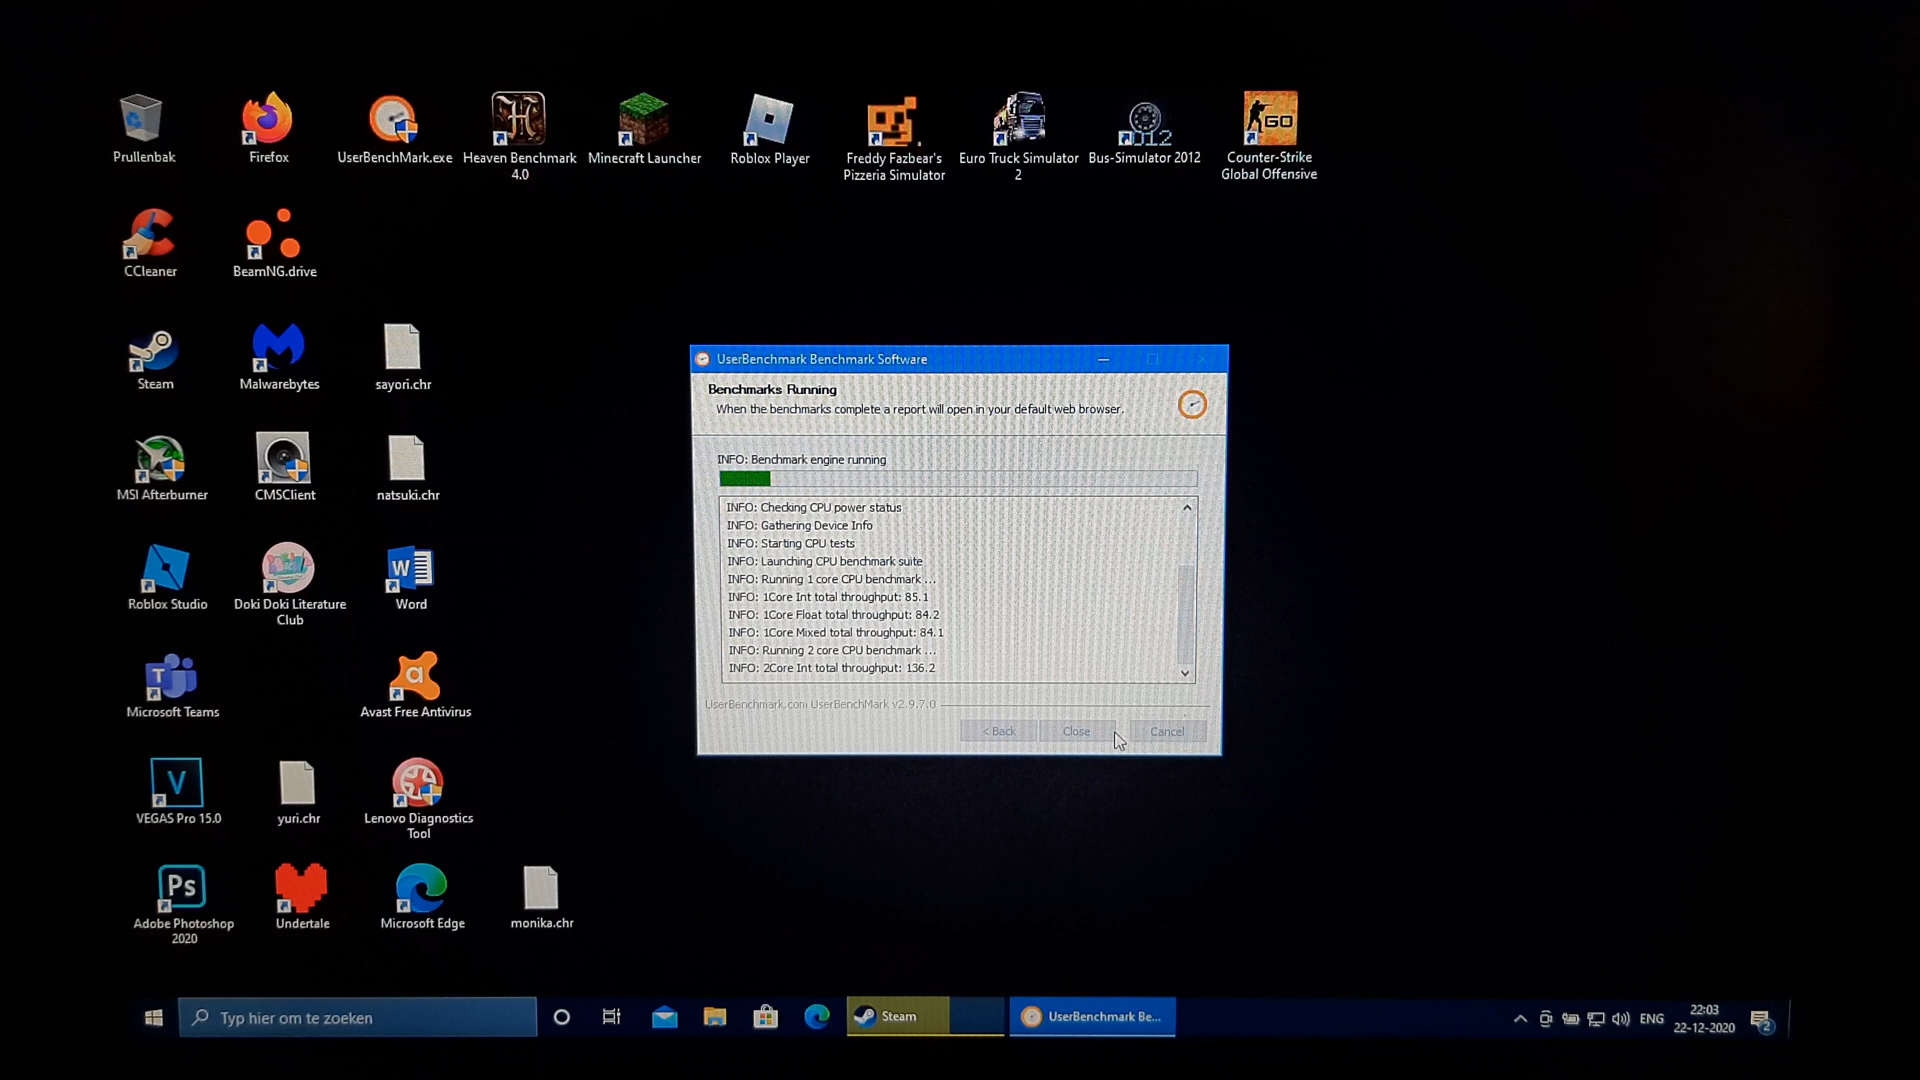 Prullenbak
Firefox
UserBenchMark.exe
Heaven Benchmark
4.0
Minecraft Launcher
Roblox Player
Freddy Fazbear's
Pizzeria Simulator
Euro Truck Simulator
2
Bus-Simulator 2012
GO
Counter-Strike
Global Offensive
CCleaner
BeamNG.drive
Steam
Malwarebytes
sayori.chr
MSI Afterburner
CMSClient
natsuki.chr
Roblox Studio
Doki Doki Literature
Club
W
Word
T
Microsoft Teams
a
Avast Free Antivirus
V
VEGAS Pro 15.0
yuri.chr
Lenovo Diagnostics
Tool
Ps
Adobe Photoshop
2020
Undertale
Microsoft Edge
monika.chr
UserBenchmark Benchmark Software
Benchmarks Running
When the benchmarks complete a report will open in your default web browser.
INFO: Benchmark engine running
INFO: Checking CPU power status
INFO: Gathering Device Info
INFO: Starting CPU tests
INFO: Launching CPU benchmark suite
INFO: Running 1 core CPU benchmark ...
INFO: 1Core Int total throughput: 85.1
INFO: 1Core Float total throughput: 84.2
INFO: 1Core Mixed total throughput: 84.1
INFO: Running 2 core CPU benchmark ...
INFO: 2Core Int total throughput: 136.2
UserBenchmark.com UserBenchMark v2.9.7.0
< Back
Close
Cancel
Typ hier om te zoeken
Steam
UserBenchmark Be...
ENG
22:03
22-12-2020
2